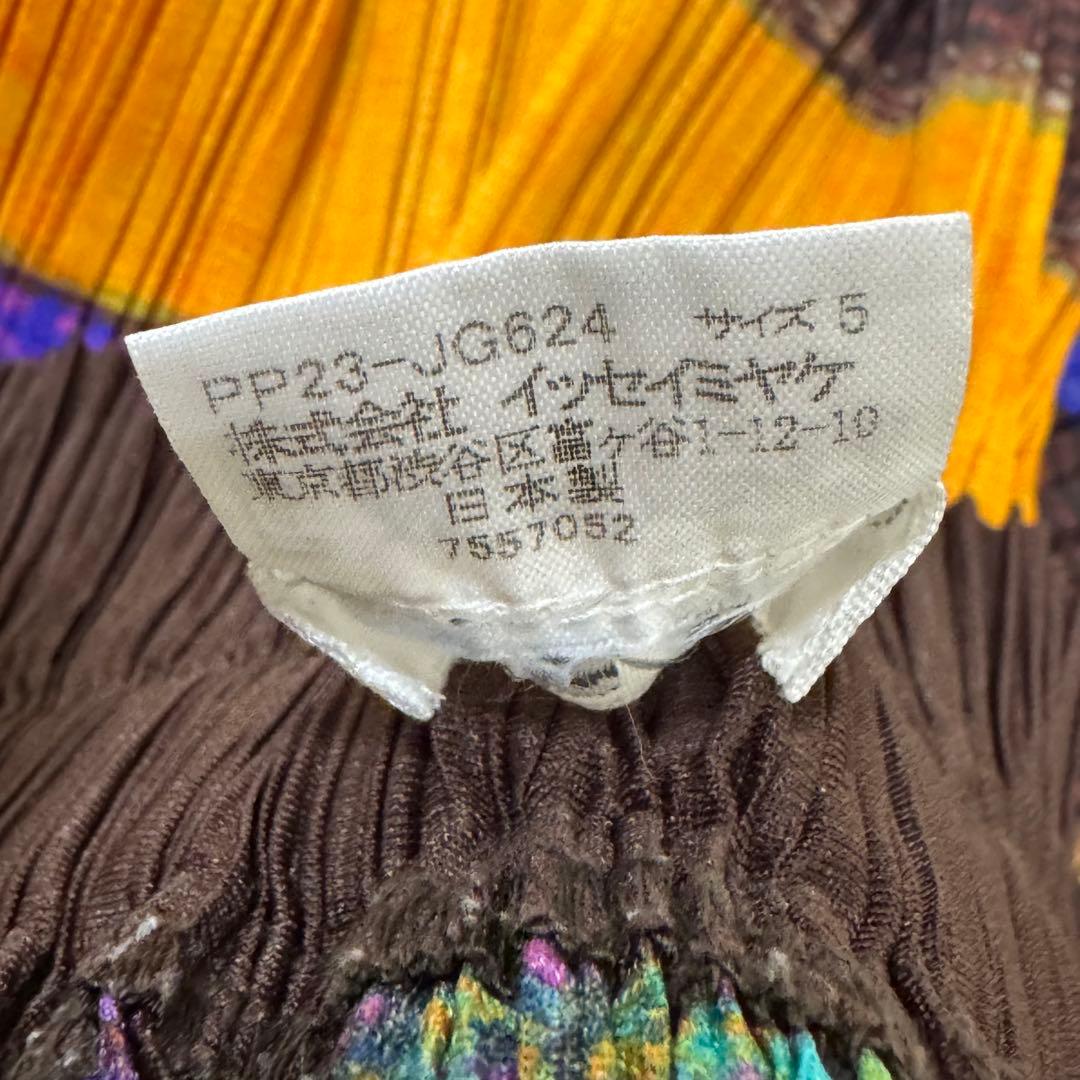 PP23-JG624 サイズ 5
株式会社 イッセイミヤケ
東京都渋谷区富ヶ谷1-12-10
日本製
7557052